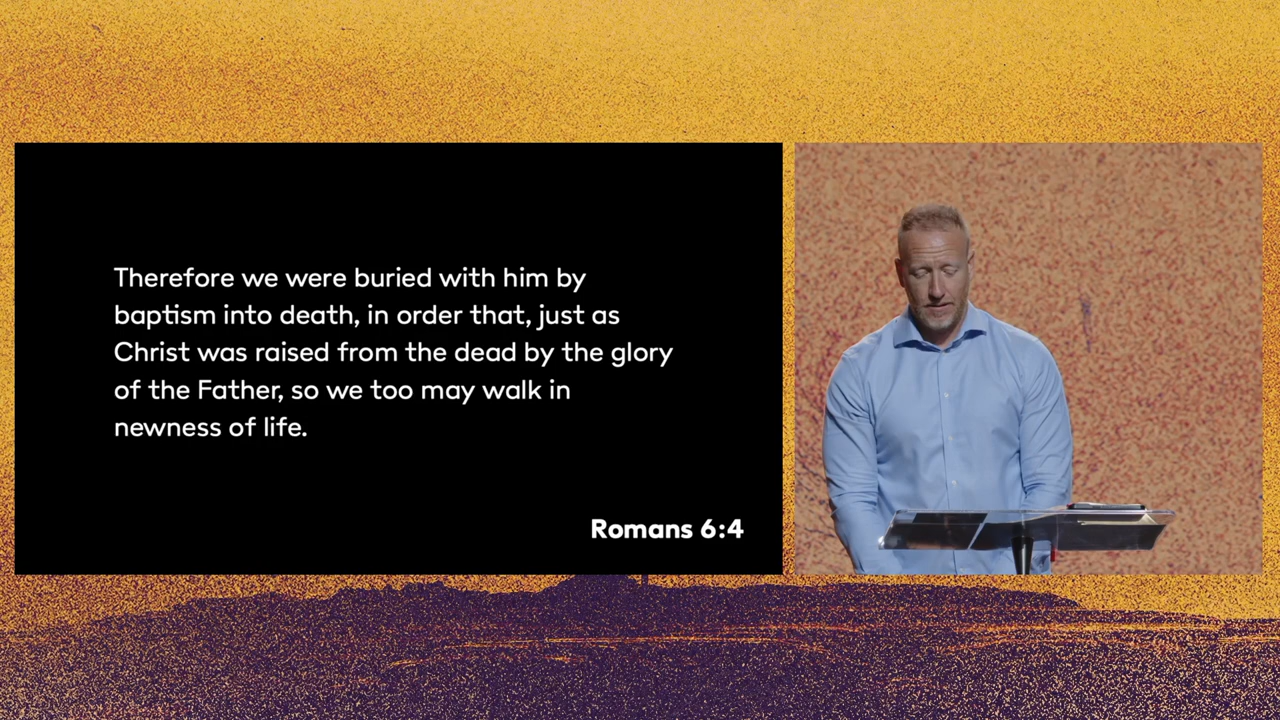 Therefore we were buried with him by
baptism into death, in order that, just as
Christ was raised from the dead by the glory
of the Father, so we too may walk in
newness of life.
Romans 6:4